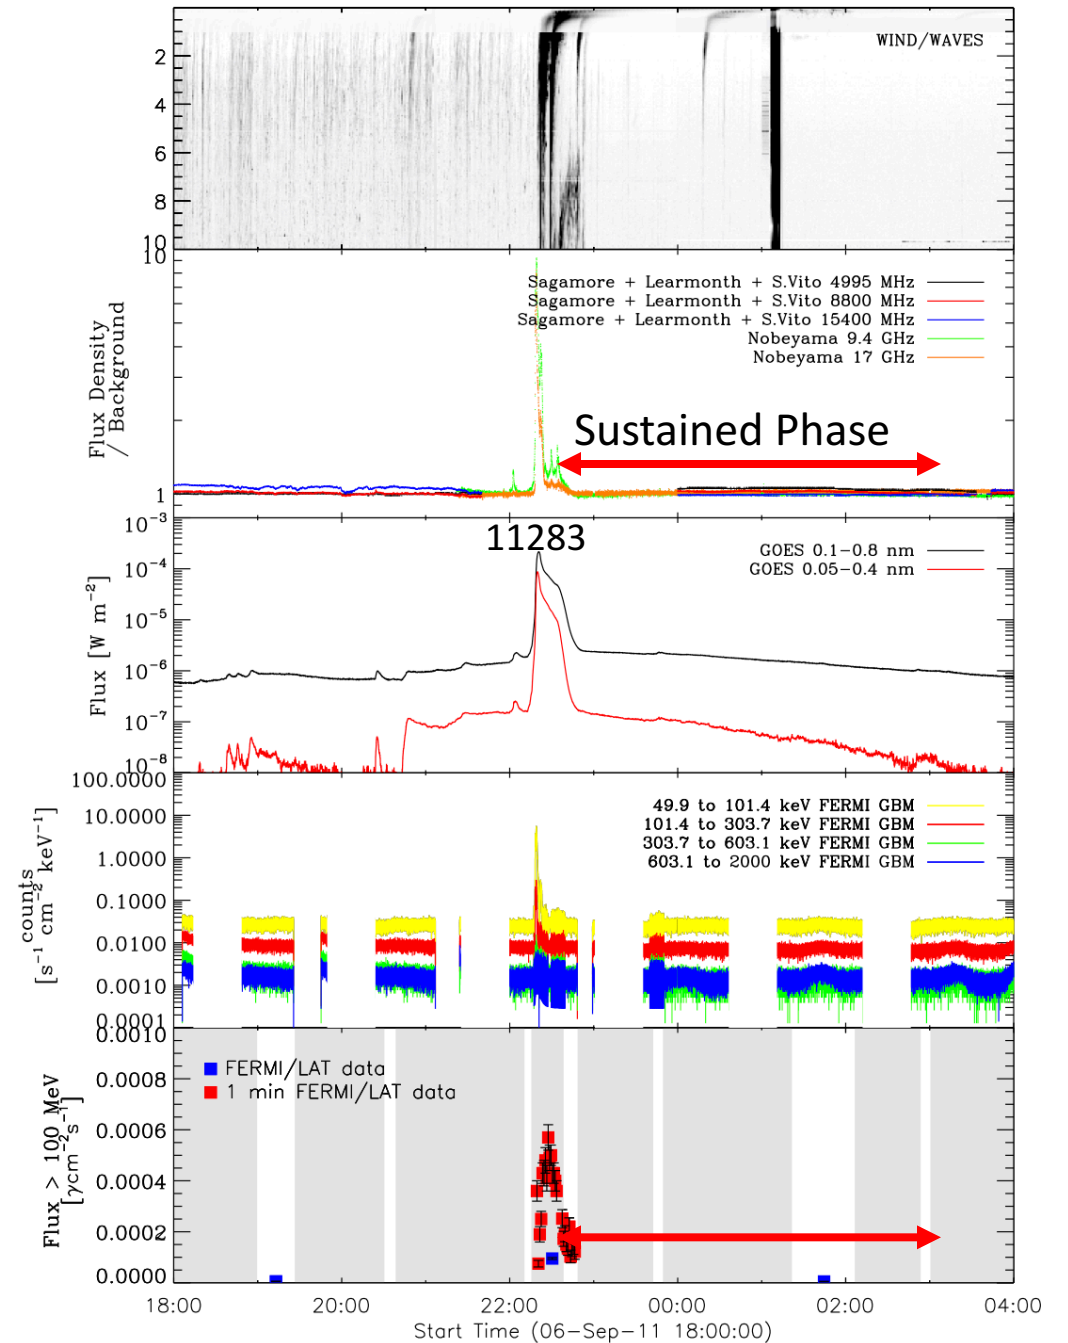 WIND/WAVES
2
4
6
8
10
10
Sagamore + Learmonth + S.Vito 4995 MHz
Sagamore + Learmonth + S.Vito 8800 MHz
Sagamore + Learmonth + S.Vito 15400 MHz
Nobeyama 9.4 GHz
Nobeyama 17 GHz
Flux Density
/ Background
Sustained Phase
1
10⁻³
11283
GOES 0.1−0.8 nm
GOES 0.05−0.4 nm
10⁻⁴
10⁻⁵
Flux [W m⁻²]
10⁻⁶
10⁻⁷
10⁻⁸
100.0000
49.9 to 101.4 keV FERMI GBM
101.4 to 303.7 keV FERMI GBM
303.7 to 603.1 keV FERMI GBM
603.1 to 2000 keV FERMI GBM
10.0000
1.0000
counts
[s⁻¹ cm⁻² keV⁻¹]
0.1000
0.0100
0.0010
0.0001
0.0010
FERMI/LAT data
1 min FERMI/LAT data
0.0008
Flux > 100 MeV
[γcm⁻²s⁻¹]
0.0006
0.0004
0.0002
0.0000
18:00 20:00 22:00 00:00 02:00 04:00
Start Time (06-Sep-11 18:00:00)